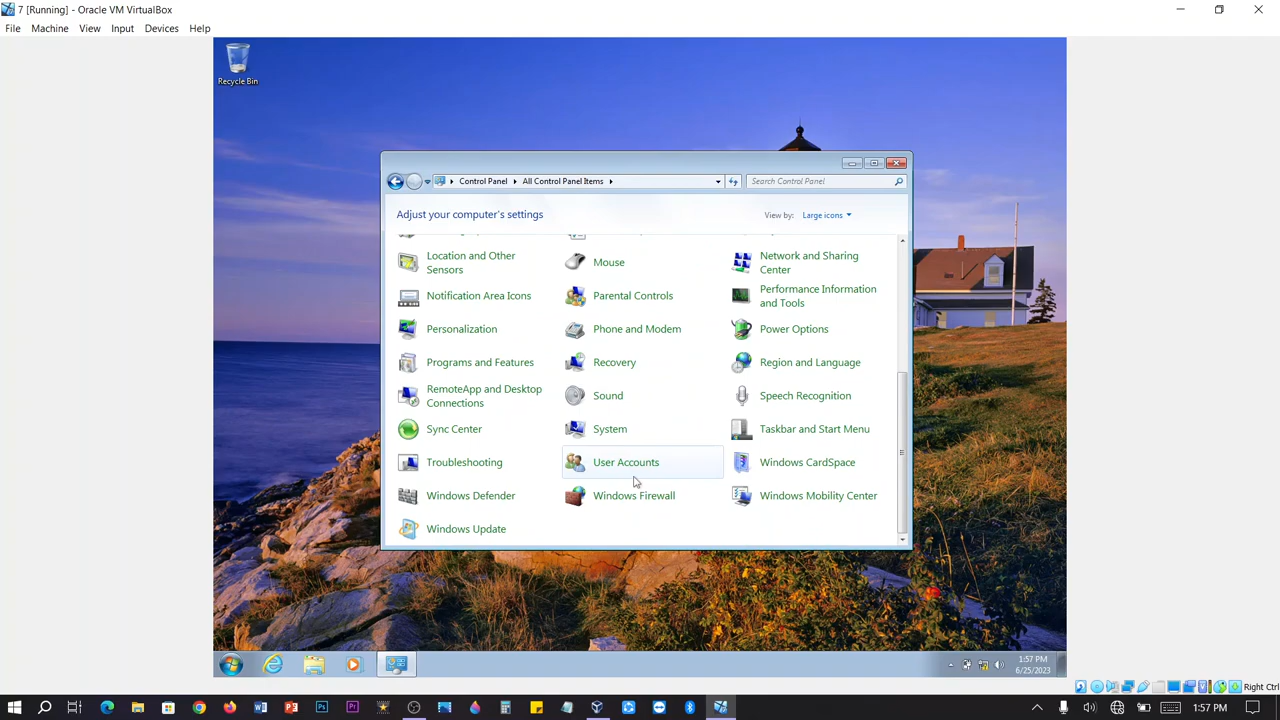 7 [Running] - Oracle VM VirtualBox
File Machine View Input Devices Help
Recycle Bin
Control Panel All Control Panel Items
Search Control Panel
Adjust your computer's settings
View by: Large icons
Location and Other
Sensors
Mouse
Network and Sharing
Center
Notification Area Icons
Parental Controls
Performance Information
and Tools
Personalization
Phone and Modem
Power Options
Programs and Features
Recovery
Region and Language
RemoteApp and Desktop
Connections
Sound
Speech Recognition
Sync Center
System
Taskbar and Start Menu
Troubleshooting
User Accounts
Windows CardSpace
Windows Defender
Windows Firewall
Windows Mobility Center
Windows Update
1:57 PM
6/25/2023
Right Ctrl
1:57 PM